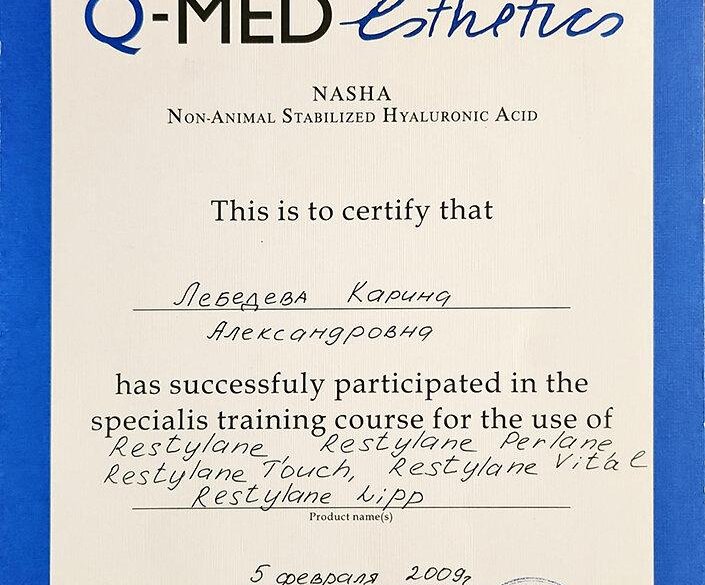 Q-MED esthetics
NASHA
NON-ANIMAL STABILIZED HYALURONIC ACID
This is to certify that
Лебедева Карина
Александровна
has successfuly participated in the
specialis training course for the use of
Restylane, Restylane Perlane,
Restylane Touch, Restylane Vital
Restylane Lipp
Product name(s)
5 февраля 2009г